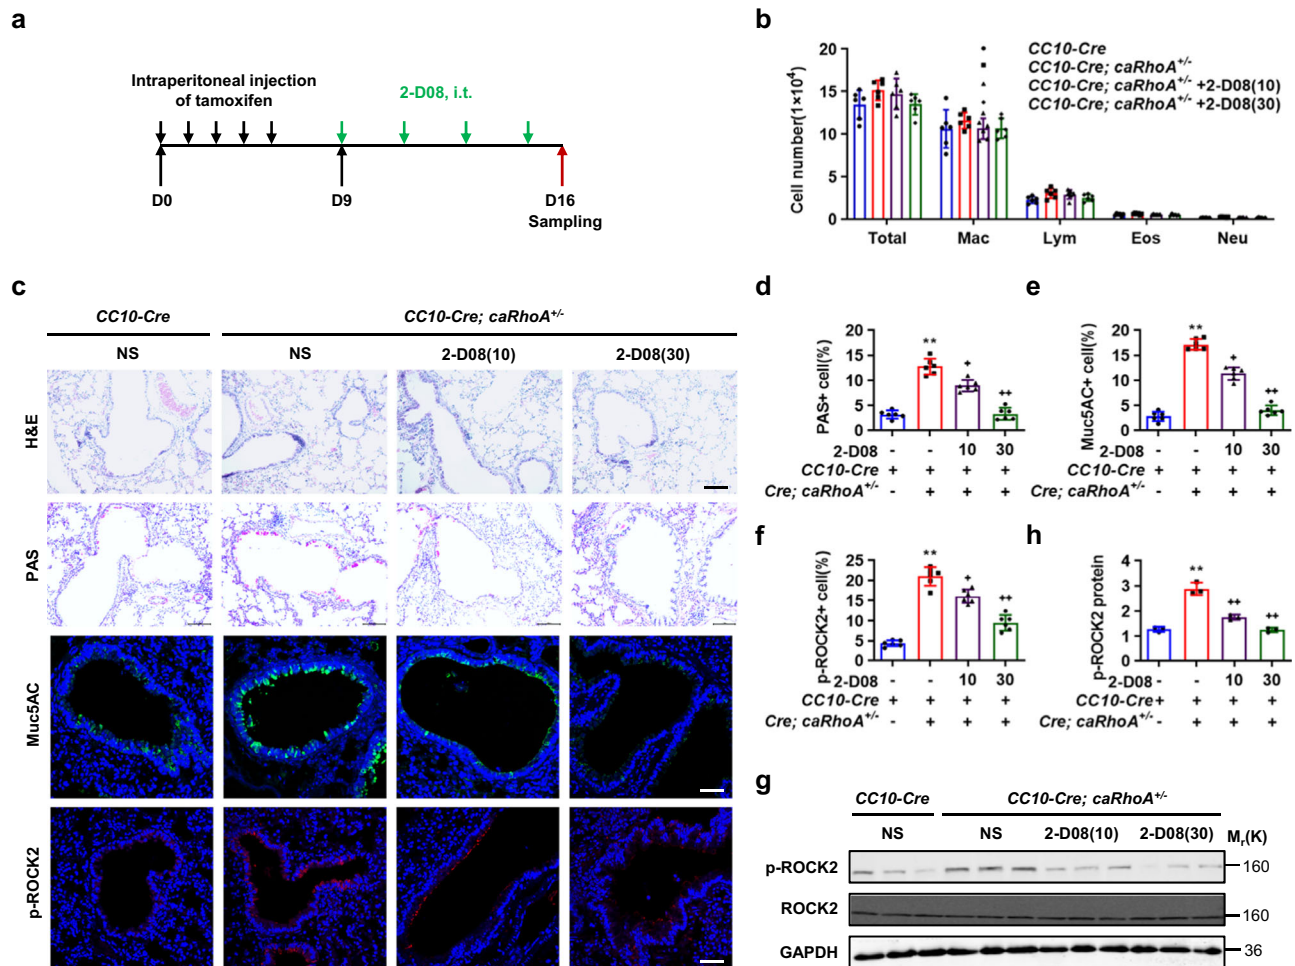 a
Intraperitoneal injection
of tamoxifen
2-D08, i.t.
D0
D9
D16
Sampling
b
Cell number(1×10⁴)
20
15
10
5
0
Total
Mac
Lym
Eos
Neu
CC10-Cre
CC10-Cre; caRhoA+/-
CC10-Cre; caRhoA+/- +2-D08(10)
CC10-Cre; caRhoA+/- +2-D08(30)
c
CC10-Cre
CC10-Cre; caRhoA+/-
NS
NS
2-D08(10)
2-D08(30)
H&E
PAS
Muc5AC
p-ROCK2
d
PAS+ cell(%)
20
15
10
5
0
**
+
++
2-D08 - - 10 30
CC10-Cre + + + +
Cre; caRhoA+/- - + + +
e
Muc5AC+ cell(%)
20
15
10
5
0
**
+
++
2-D08 - - 10 30
CC10-Cre + + + +
Cre; caRhoA+/- - + + +
f
p-ROCK2+ cell(%)
25
20
15
10
5
0
**
+
++
2-D08 - - 10 30
CC10-Cre + + + +
Cre; caRhoA+/- - + + +
h
p-ROCK2 protein
4
3
2
1
0
**
++
++
2-D08 - - 10 30
CC10-Cre + + + +
Cre; caRhoA+/- - + + +
g
CC10-Cre
CC10-Cre; caRhoA+/-
NS
NS
2-D08(10)
2-D08(30)
Mr(K)
p-ROCK2
160
ROCK2
160
GAPDH
36